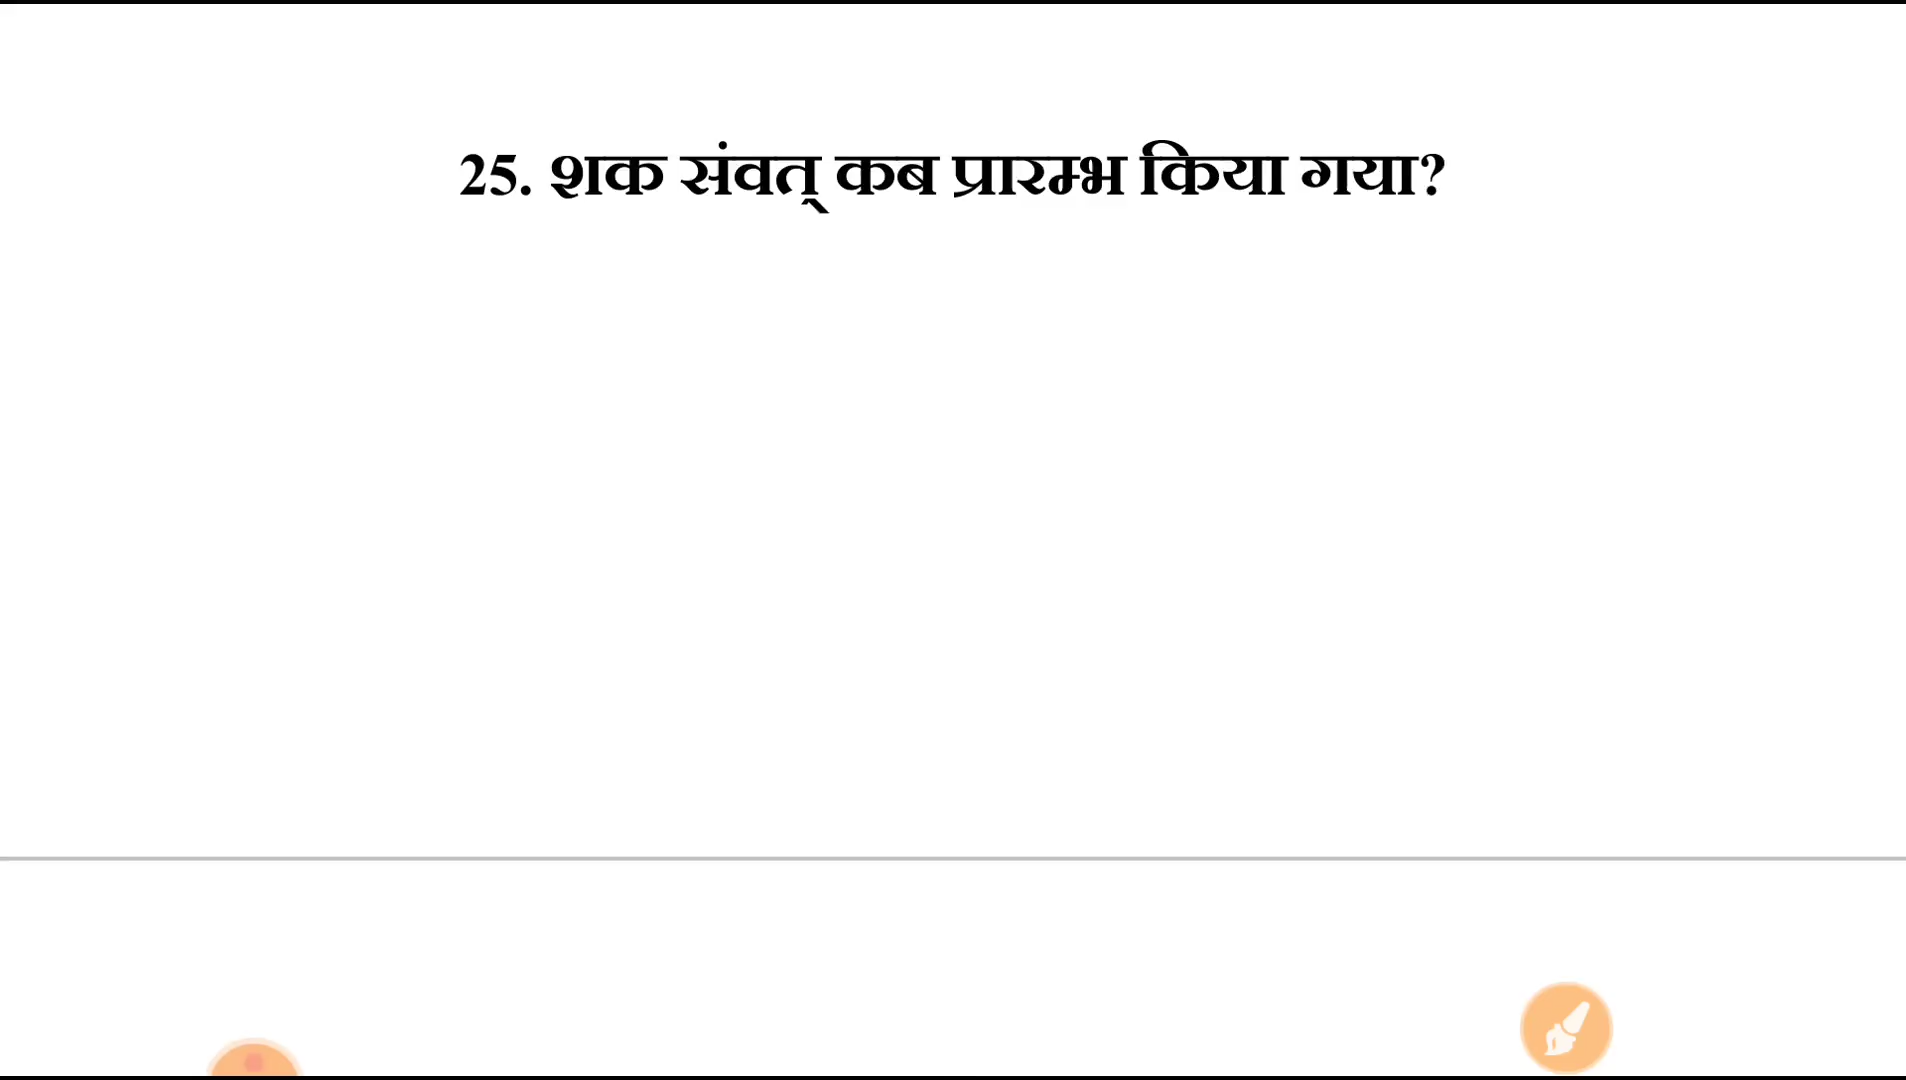 25. शक संवत् कब प्रारम्भ किया गया?